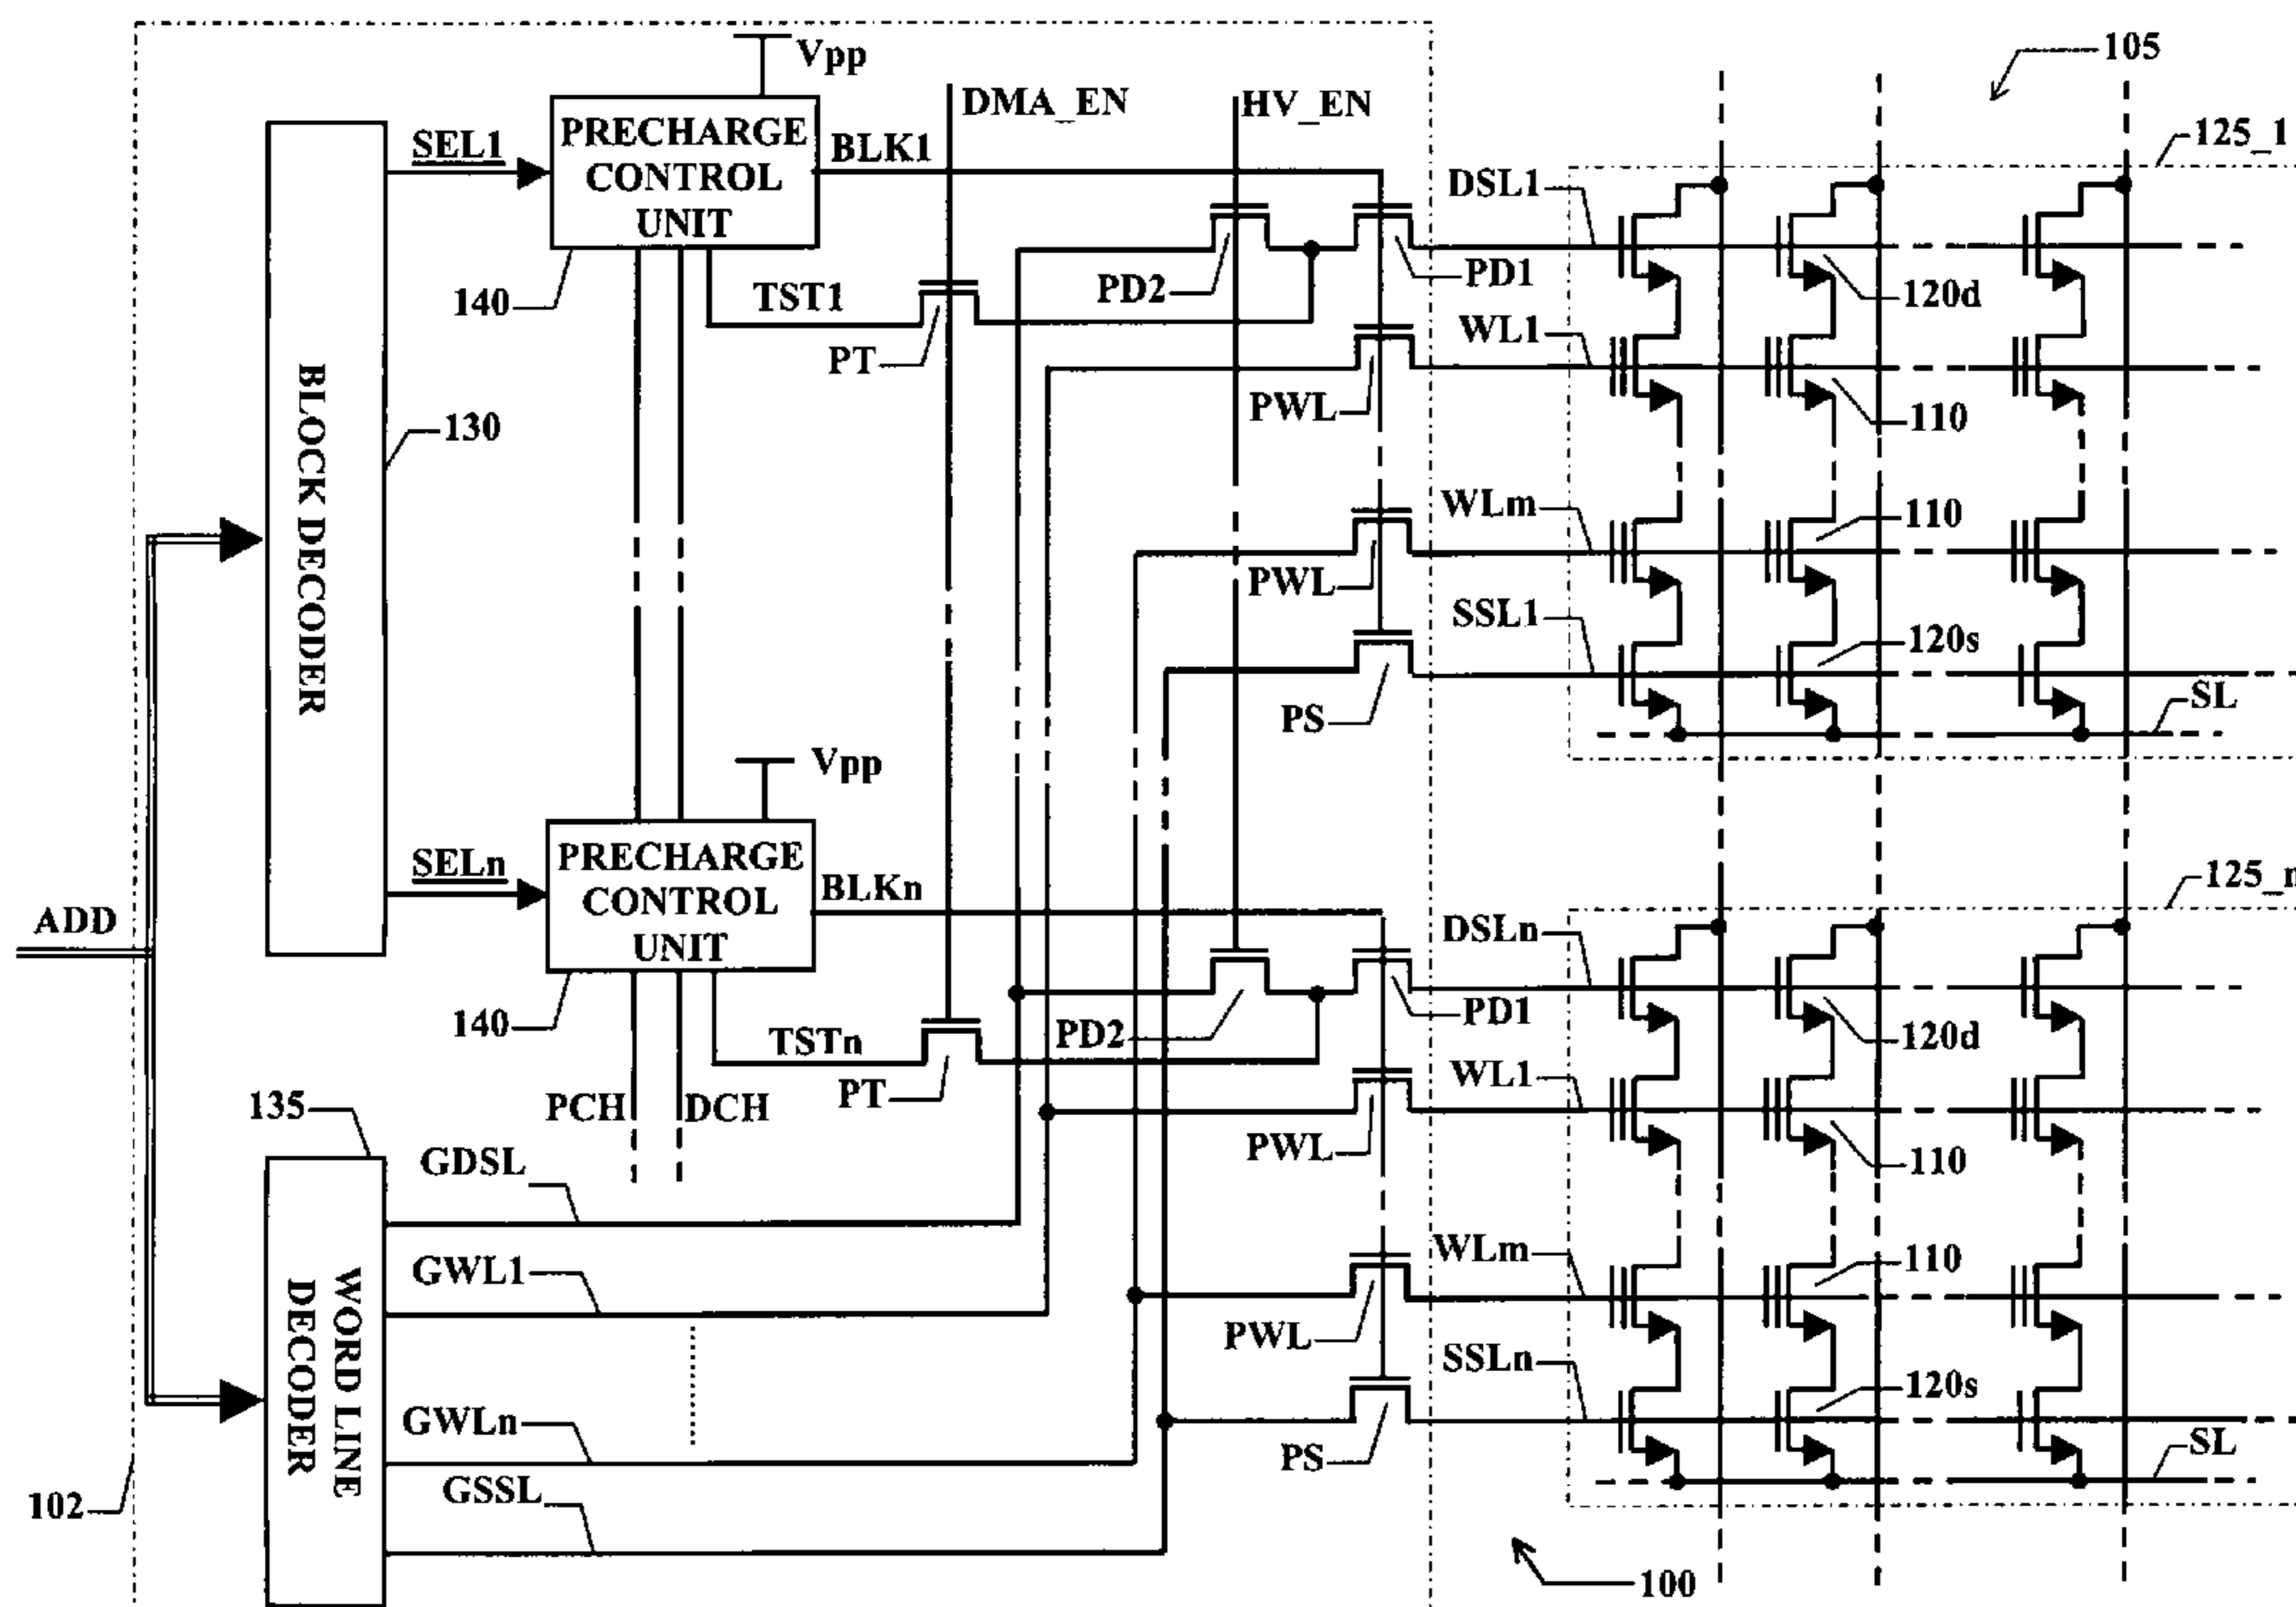 Vpp
105
DMA_EN
HV_EN
SEL1
PRECHARGE
CONTROL
UNIT
BLK1
125_1
DSL1
140
TST1
PD2
PD1
120d
PT
WL1
PWL
110
BLOCK DECODER
130
WLm
110
PWL
SSL1
120s
PS
SL
Vpp
SELn
PRECHARGE
CONTROL
UNIT
BLKn
125_n
ADD
DSLn
140
TSTn
PD2
PD1
120d
PT
WL1
135
PCH
DCH
PWL
110
GDSL
WORD LINE
DECODER
GWL1
WLm
110
PWL
SSLn
120s
GWLn
PS
SL
GSSL
102
100